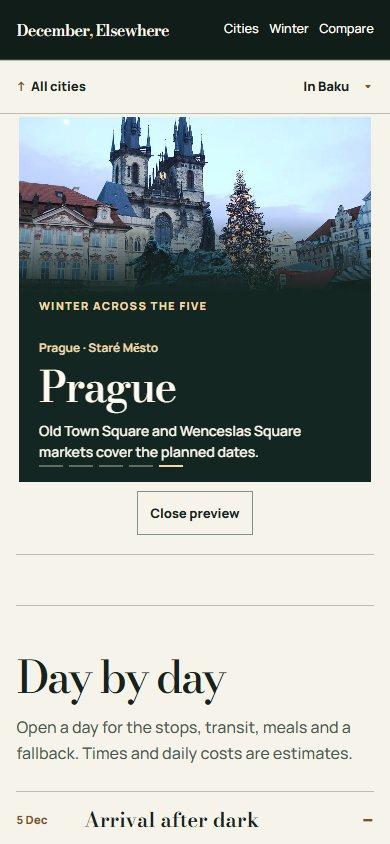 December, Elsewhere
Cities Winter Compare
↑ All cities
In Baku
WINTER ACROSS THE FIVE
Prague · Staré Město
Prague
Old Town Square and Wenceslas Square
markets cover the planned dates.
Close preview
Day by day
Open a day for the stops, transit, meals and a
fallback. Times and daily costs are estimates.
5 Dec
Arrival after dark